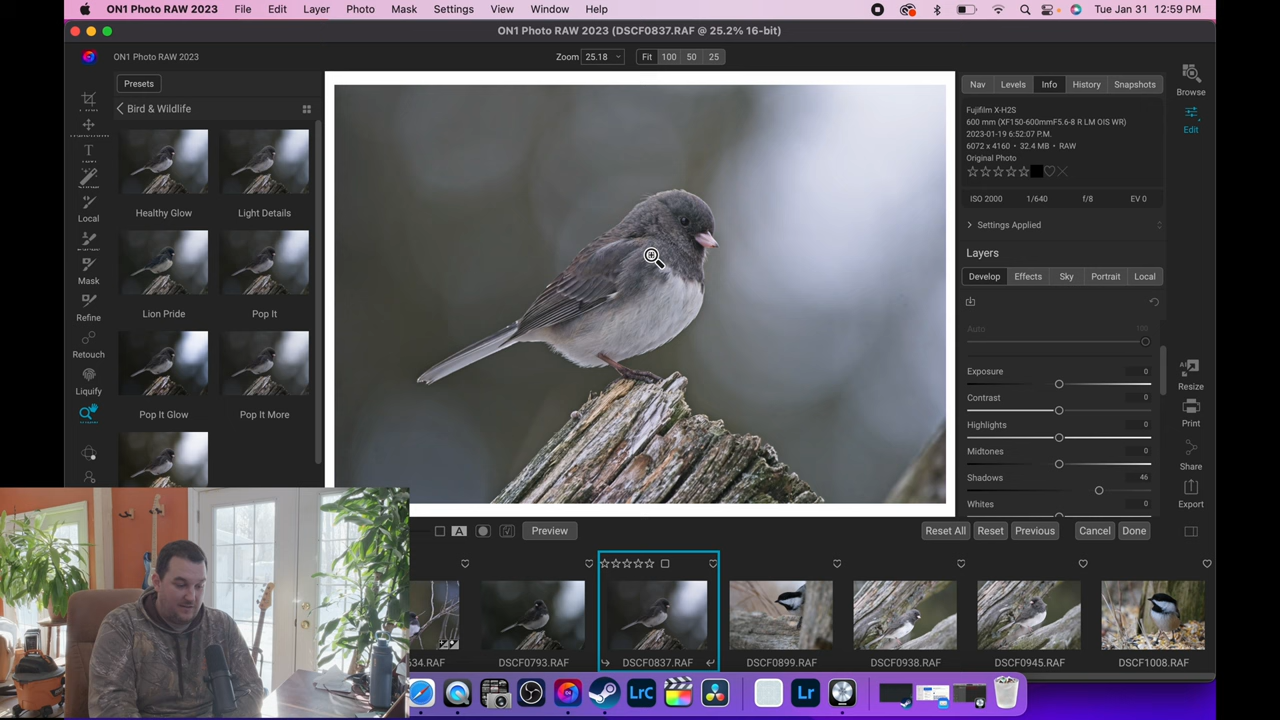 ON1 Photo RAW 2023 File Edit Layer Photo Mask Settings View Window Help Tue Jan 31 12:59 PM
ON1 Photo RAW 2023 (DSCF0837.RAF @ 25.2% 16-bit)
ON1 Photo RAW 2023 Zoom 25.18 Fit 100 50 25
Presets
Bird & Wildlife
Healthy Glow Light Details
Lion Pride Pop It
Pop It Glow Pop It More
Local
Mask
Refine
Retouch
Liquify
Nav Levels Info History Snapshots
Fujifilm X-H2S
600 mm (XF150-600mmF5.6-8 R LM OIS WR)
2023-01-19 6:52:07 P.M.
6072 x 4160 • 32.4 MB • RAW
Original Photo
ISO 2000 1/640 f/8 EV 0
Settings Applied
Layers
Develop Effects Sky Portrait Local
Auto 100
Exposure 0
Contrast 0
Highlights 0
Midtones 0
Shadows 46
Whites 0
Browse
Edit
Resize
Print
Share
Export
A Preview Reset All Reset Previous Cancel Done
634.RAF DSCF0793.RAF DSCF0837.RAF DSCF0899.RAF DSCF0938.RAF DSCF0945.RAF DSCF1008.RAF
LrC Lr